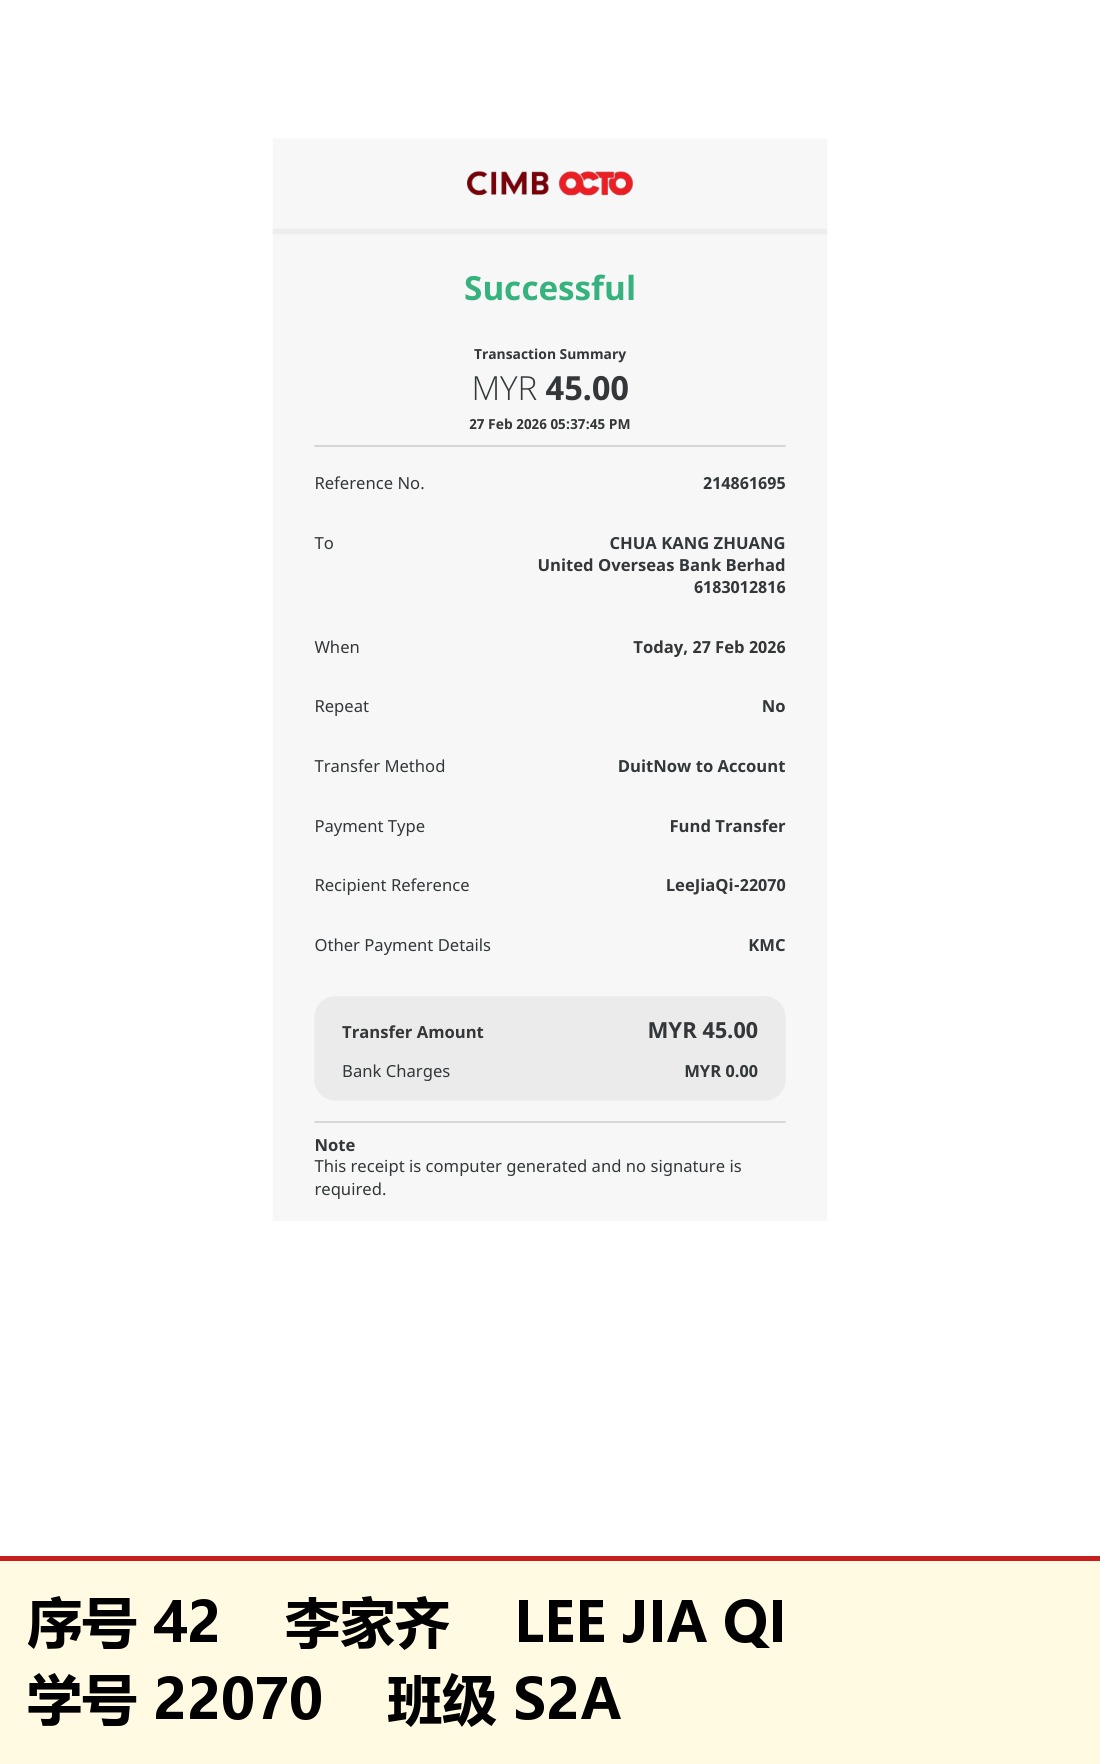 CIMB OCTO
Successful
Transaction Summary
MYR 45.00
27 Feb 2026 05:37:45 PM
Reference No. 214861695
To CHUA KANG ZHUANG
United Overseas Bank Berhad
6183012816
When Today, 27 Feb 2026
Repeat No
Transfer Method DuitNow to Account
Payment Type Fund Transfer
Recipient Reference LeeJiaQi-22070
Other Payment Details KMC
Transfer Amount MYR 45.00
Bank Charges MYR 0.00
Note
This receipt is computer generated and no signature is
required.
序号 42 李家齐 LEE JIA QI
学号 22070 班级 S2A